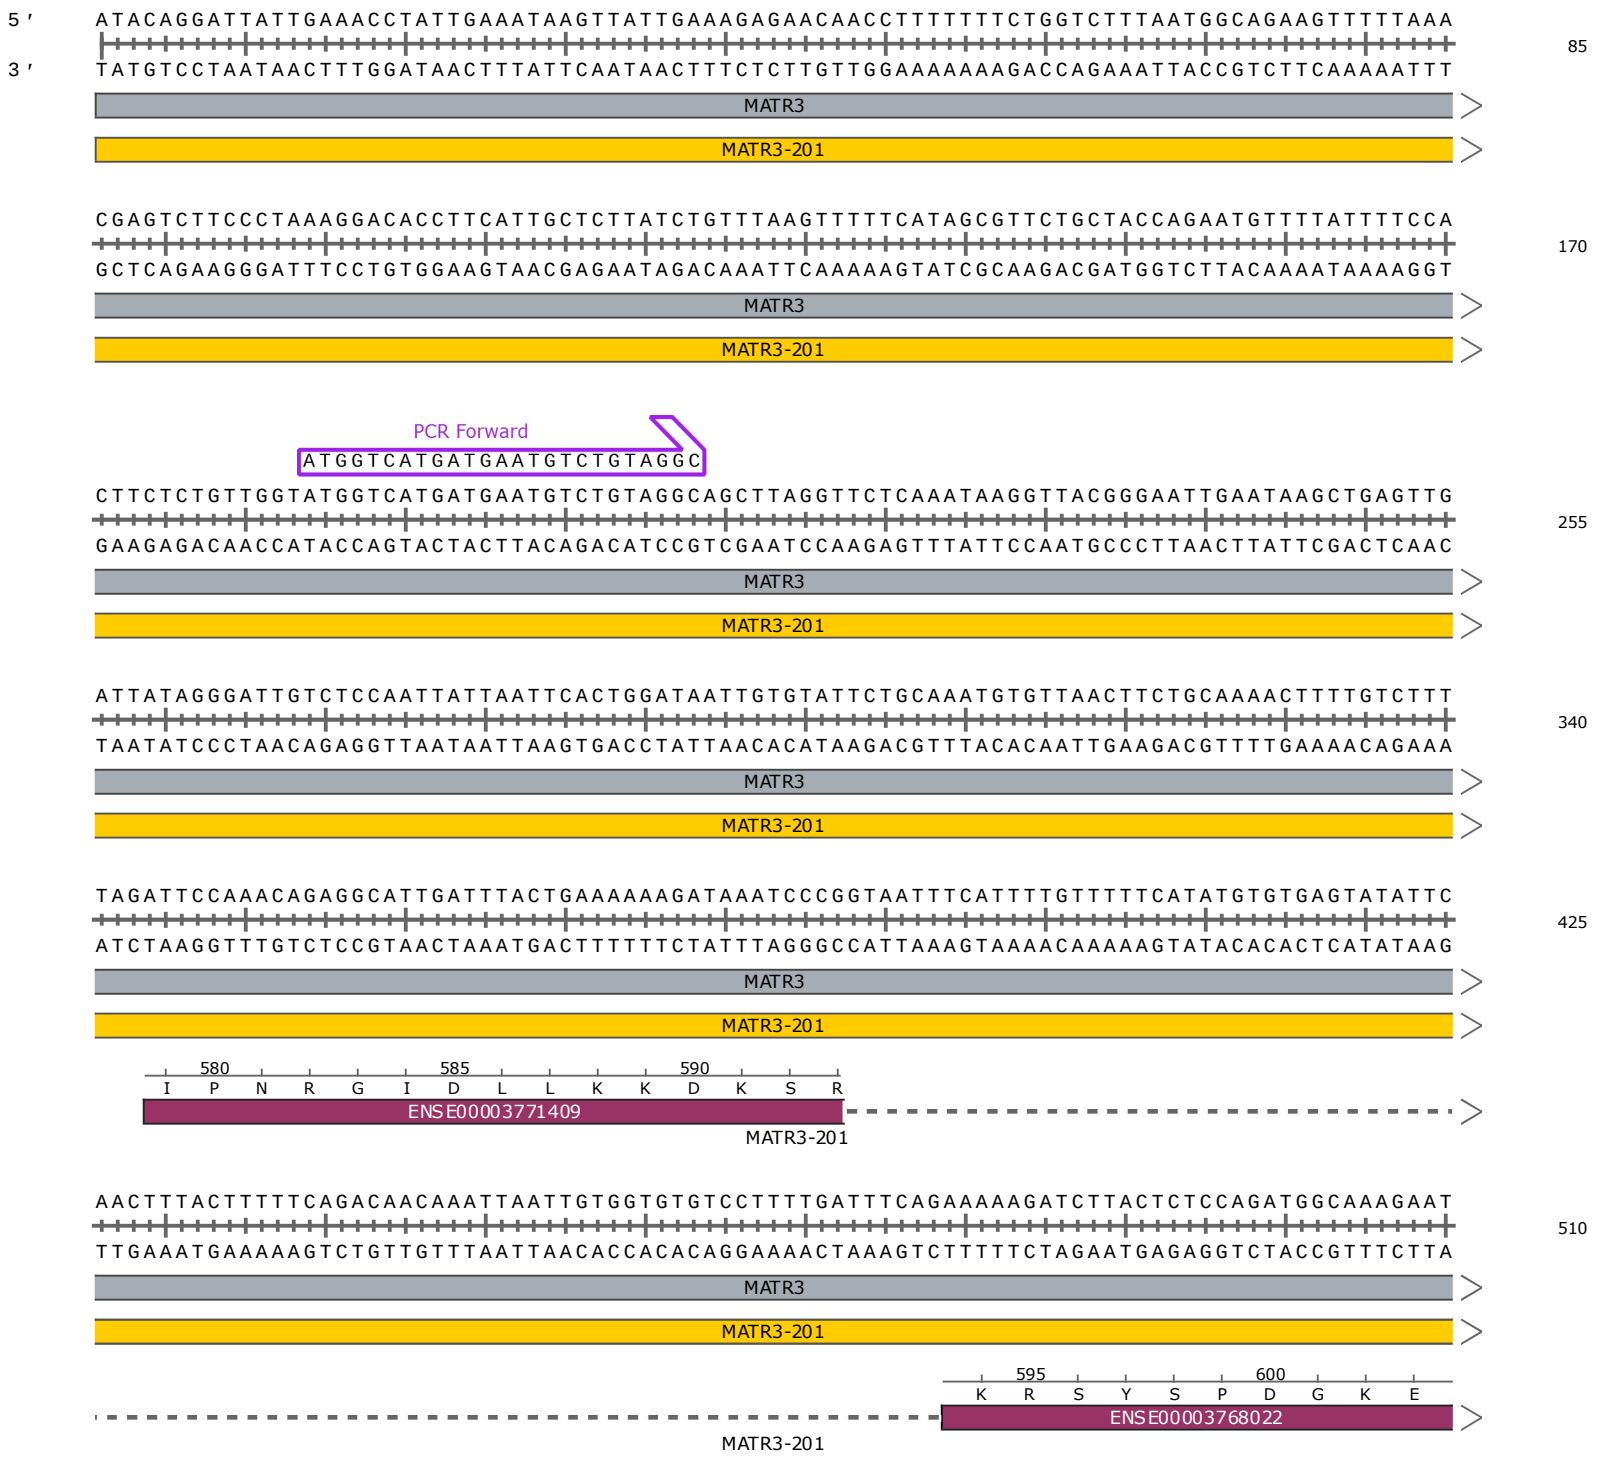 5 ′ ATACAGGATTATTGAAACCTATTGAAATAAGTTATTGAAAGAGAACAACCTTTTTTTCTGGTCTTTAATGGCAGAAGTTTTTAAA
85
3 ′ TATGTCCTAATAACTTTGGATAACTTTATTCAATAACTTTCTCTTGTTGGAAAAAAAGACCAGAAATTACCGTCTTCAAAAATTT
MATR3
MATR3-201
CGAGTCTTCCCTAAAGGACACCTTCATTGCTCTTATCTGTTTAAGTTTTTCATAGCGTTCTGCTACCAGAATGTTTTATTTTCCA
170
GCTCAGAAGGGATTTCCTGTGGAAGTAACGAGAATAGACAAATTCAAAAAGTATCGCAAGACGATGGTCTTACAAAATAAAAGGT
MATR3
MATR3-201
PCR Forward
ATGGTCATGATGAATGTCTGTAGGC
CTTCTCTGTTGGTATGGTCATGATGAATGTCTGTAGGCAGCTTAGGTTCTCAAATAAGGTTACGGGAATTGAATAAGCTGAGTTG
255
GAAGAGACAACCATACCAGTACTACTTACAGACATCCGTCGAATCCAAGAGTTTATTCCAATGCCCTTAACTTATTCGACTCAAC
MATR3
MATR3-201
ATTATAGGGATTGTCTCCAATTATTAATTCACTGGATAATTGTGTATTCTGCAAATGTGTTAACTTCTGCAAAACTTTTGTCTTT
340
TAATATCCCTAACAGAGGTTAATAATTAAGTGACCTATTAACACATAAGACGTTTACACAATTGAAGACGTTTTGAAAACAGAAA
MATR3
MATR3-201
TAGATTCCAAACAGAGGCATTGATTTACTGAAAAAAGATAAATCCCGGTAATTTCATTTTGTTTTTCATATGTGTGAGTATATTC
425
ATCTAAGGTTTGTCTCCGTAACTAAATGACTTTTTTCTATTTAGGGCCATTAAAGTAAAACAAAAAGTATACACACTCATATAAG
MATR3
MATR3-201
580 585 590
I P N R G I D L L K K D K S R
ENSE00003771409
MATR3-201
AACTTTACTTTTTCAGACAACAAATTAATTGTGGTGTGTCCTTTTGATTTCAGAAAAAGATCTTACTCTCCAGATGGCAAAGAAT
510
TTGAAATGAAAAAGTCTGTTGTTTAATTAACACCACACAGGAAAACTAAAGTCTTTTTCTAGAATGAGAGGTCTACCGTTTCTTA
MATR3
MATR3-201
595 600
K R S Y S P D G K E
ENSE00003768022
MATR3-201